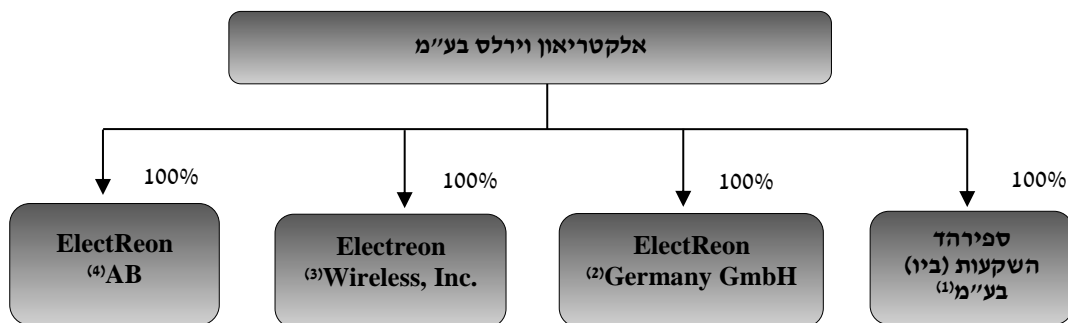 אלקטריאון וירלס בע"מ
100%
100%
100%
100%
ספירהד
השקעות (ביו)
בע"מ⁽¹⁾
ElectReon
⁽²⁾Germany GmbH
Electreon
⁽³⁾Wireless, Inc.
ElectReon
⁽⁴⁾AB